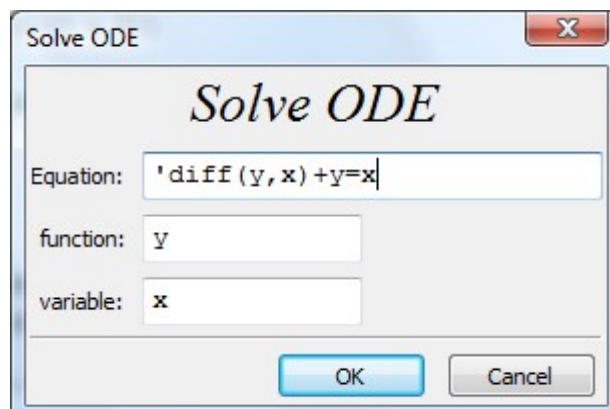 Solve ODE
Solve ODE
Equation: 'diff(y,x)+y=x
function: y
variable: x
OK Cancel